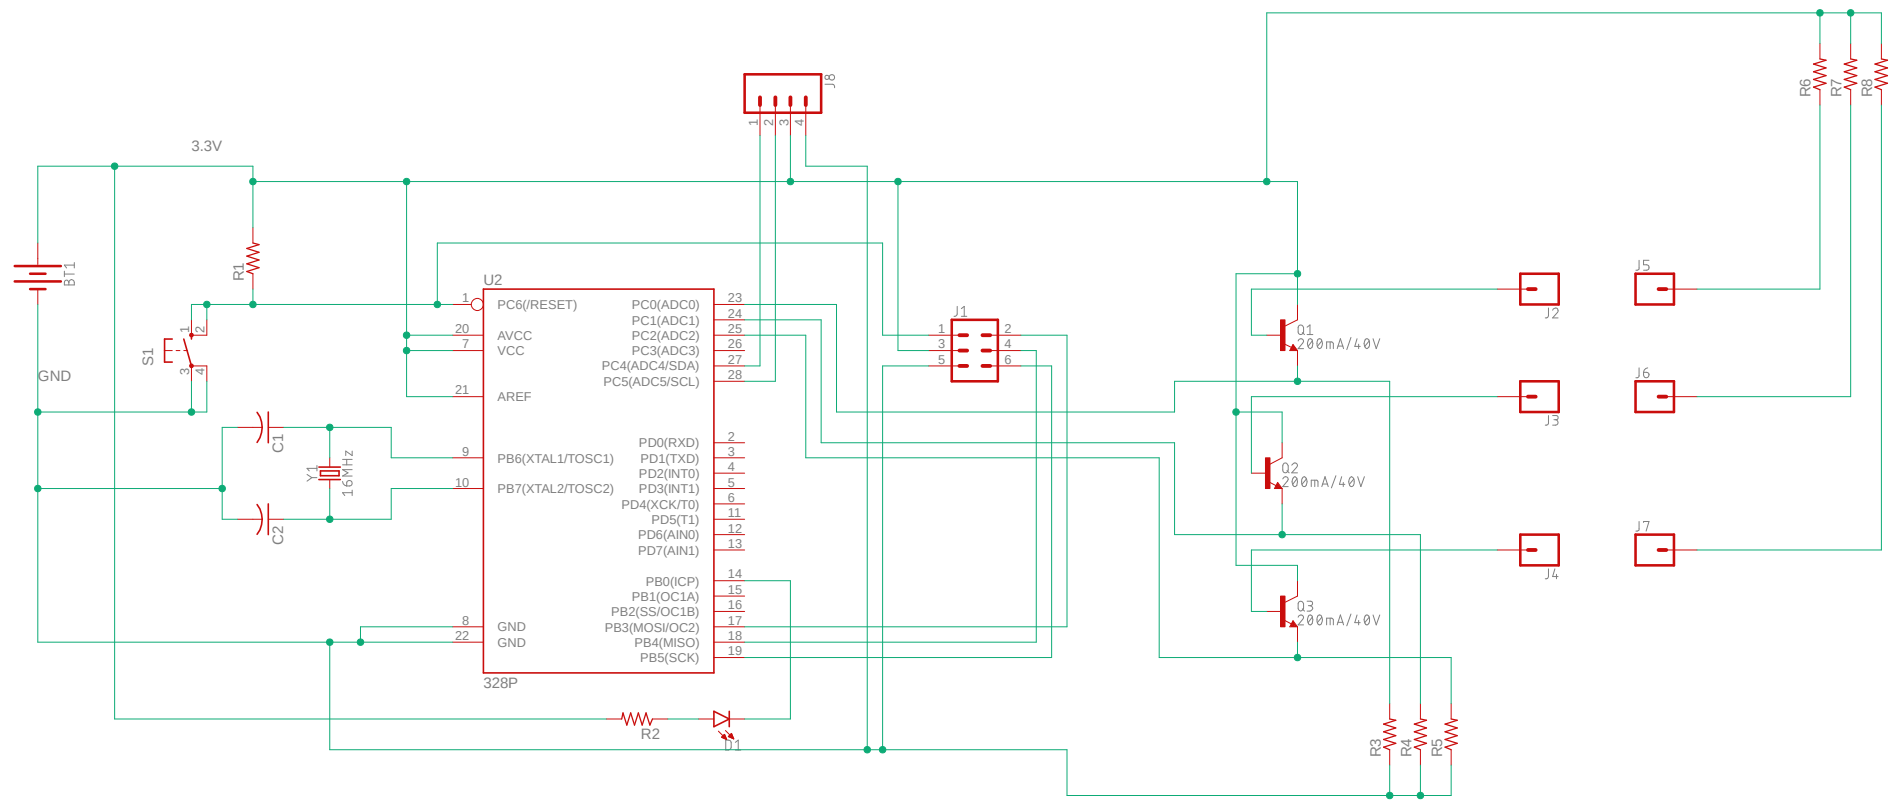 R6
R7
R8
J8
1
2
3
4
3.3V
BT1
R1
GND
S1
1
2
3
4
C1
C2
Y1
16MHz
U2
1 PC6(/RESET)
20 AVCC
7 VCC
21 AREF
9 PB6(XTAL1/TOSC1)
10 PB7(XTAL2/TOSC2)
8 GND
22 GND
PC0(ADC0) 23
PC1(ADC1) 24
PC2(ADC2) 25
PC3(ADC3) 26
PC4(ADC4/SDA) 27
PC5(ADC5/SCL) 28
PD0(RXD) 2
PD1(TXD) 3
PD2(INT0) 4
PD3(INT1) 5
PD4(XCK/T0) 6
PD5(T1) 11
PD6(AIN0) 12
PD7(AIN1) 13
PB0(ICP) 14
PB1(OC1A) 15
PB2(SS/OC1B) 16
PB3(MOSI/OC2) 17
PB4(MISO) 18
PB5(SCK) 19
328P
R2
D1
J1
1 2
3 4
5 6
Q1
200mA/40V
Q2
200mA/40V
Q3
200mA/40V
J2
J5
J3
J6
J4
J7
R3
R4
R5